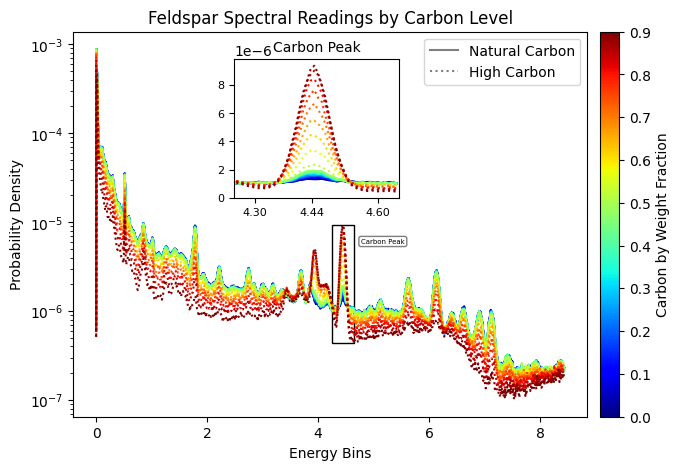 Feldspar Spectral Readings by Carbon Level
Natural Carbon
High Carbon
1e−6
Carbon Peak
8
6
4
2
0
4.30 4.44 4.60
Carbon Peak
10⁻³
10⁻⁴
10⁻⁵
10⁻⁶
10⁻⁷
Probability Density
0 2 4 6 8
Energy Bins
0.9
0.8
0.7
0.6
0.5
0.4
0.3
0.2
0.1
0.0
Carbon by Weight Fraction